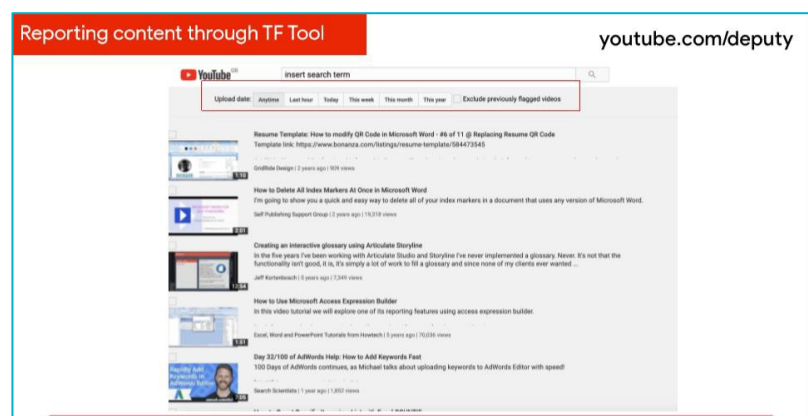 Reporting content through TF Tool
youtube.com/deputy
YouTube GB
insert search term
Upload date: Anytime Last hour Today This week This month This year Exclude previously flagged videos
Resume Template: How to modify QR Code in Microsoft Word - #6 of 11 @ Replacing Resume QR Code
Template link: https://www.bonanza.com/listings/resume-template/584473545
GridRide Design | 2 years ago | 909 views
1:10
How to Delete All Index Markers At Once in Microsoft Word
I'm going to show you a quick and easy way to delete all of your index markers in a document that uses any version of Microsoft Word.
Self Publishing Support Group | 2 years ago | 19,318 views
2:01
Creating an interactive glossary using Articulate Storyline
In the five years I've been working with Articulate Studio and Storyline I've never implemented a glossary. Never. It's not that the
functionality isn't good, it is, it's simply a lot of work to fill a glossary and since none of my clients ever wanted ...
Jeff Kortenbosch | 5 years ago | 7,349 views
12:54
How to Use Microsoft Access Expression Builder
In this video tutorial we will explore one of its reporting features using access expression builder.
Excel, Word and PowerPoint Tutorials from Howtech | 5 years ago | 70,036 views
1:51
Day 32/100 of AdWords Help: How to Add Keywords Fast
100 Days of AdWords continues, as Michael talks about uploading keywords to AdWords Editor with speed!
Search Scientists | 1 year ago | 1,852 views
Rapidly Add
Keywords in
AdWords Editor
7:05